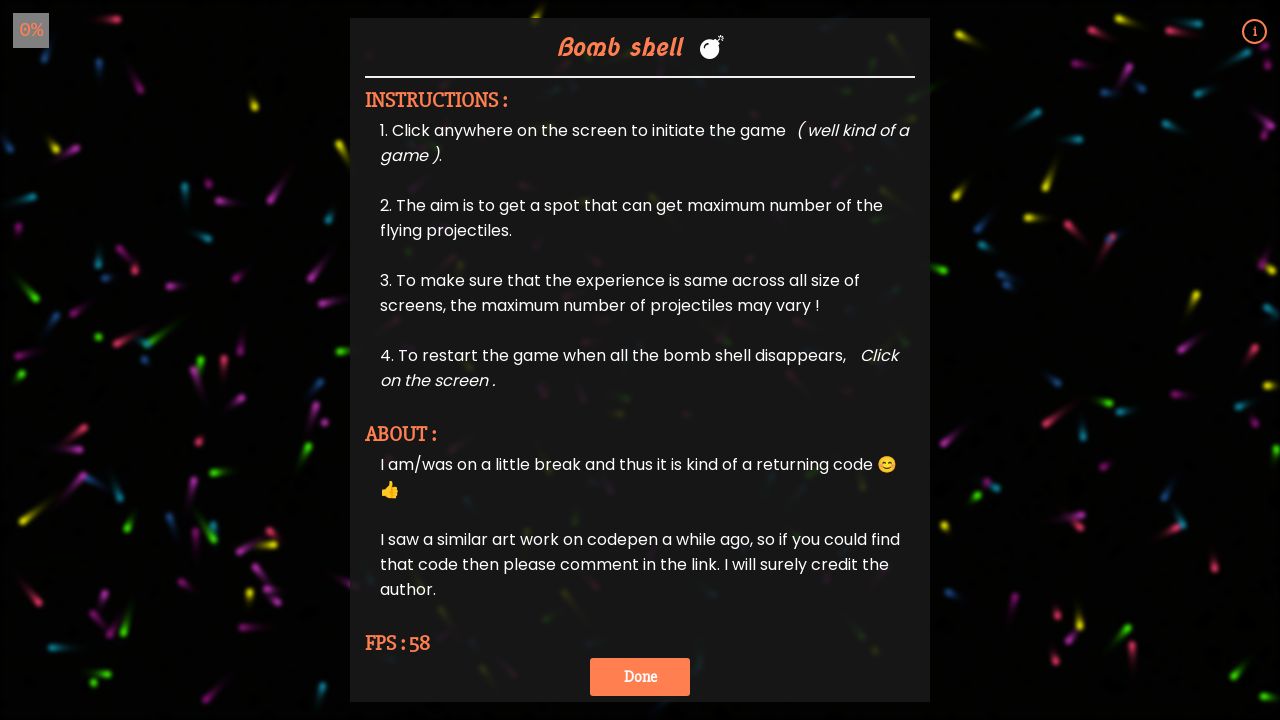 0%
Bomb shell 💣
i
INSTRUCTIONS :
1. Click anywhere on the screen to initiate the game ( well kind of a
game ).
2. The aim is to get a spot that can get maximum number of the
flying projectiles.
3. To make sure that the experience is same across all size of
screens, the maximum number of projectiles may vary !
4. To restart the game when all the bomb shell disappears, Click
on the screen .
ABOUT :
I am/was on a little break and thus it is kind of a returning code 😊
👍
I saw a similar art work on codepen a while ago, so if you could find
that code then please comment in the link. I will surely credit the
author.
FPS : 58
Done